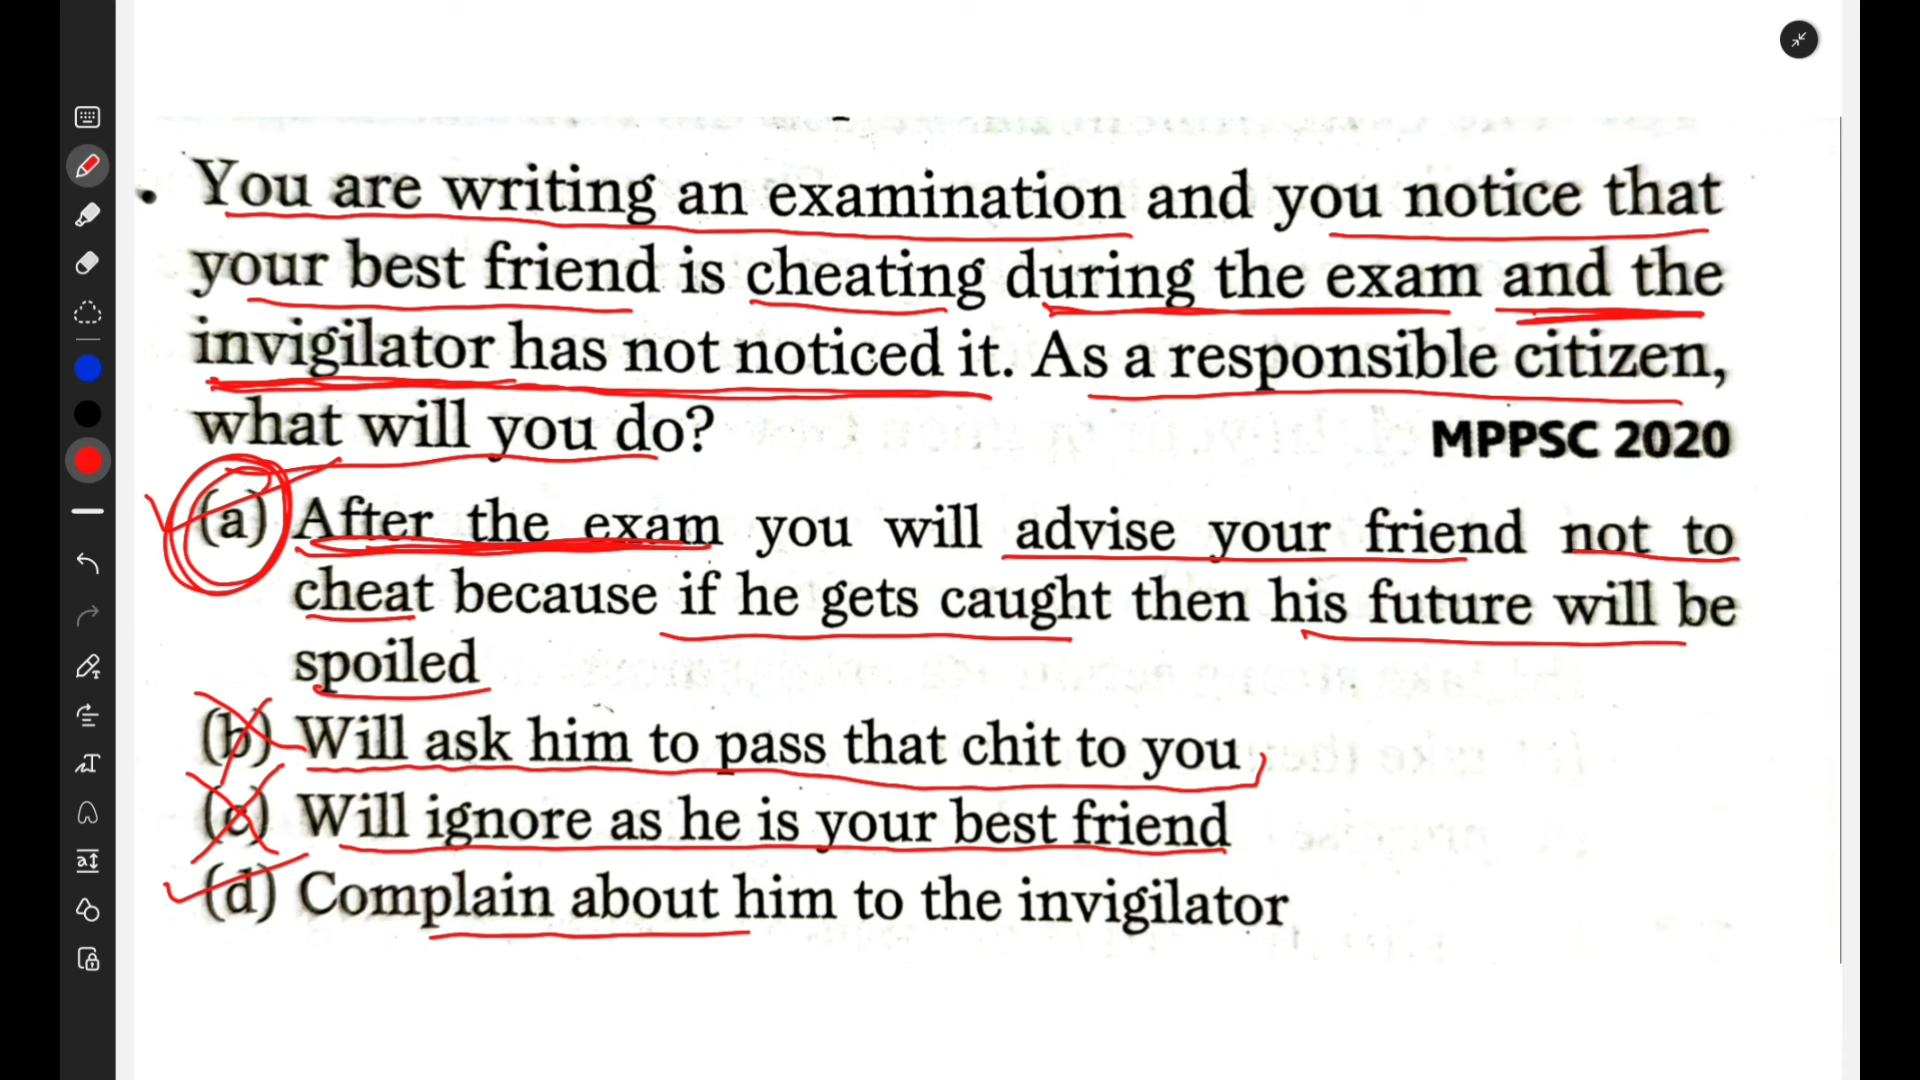 You are writing an examination and you notice that
your best friend is cheating during the exam and the
invigilator has not noticed it. As a responsible citizen,
what will you do?
MPPSC 2020
(a) After the exam you will advise your friend not to
cheat because if he gets caught then his future will be
spoiled
(b) Will ask him to pass that chit to you
(c) Will ignore as he is your best friend
(d) Complain about him to the invigilator